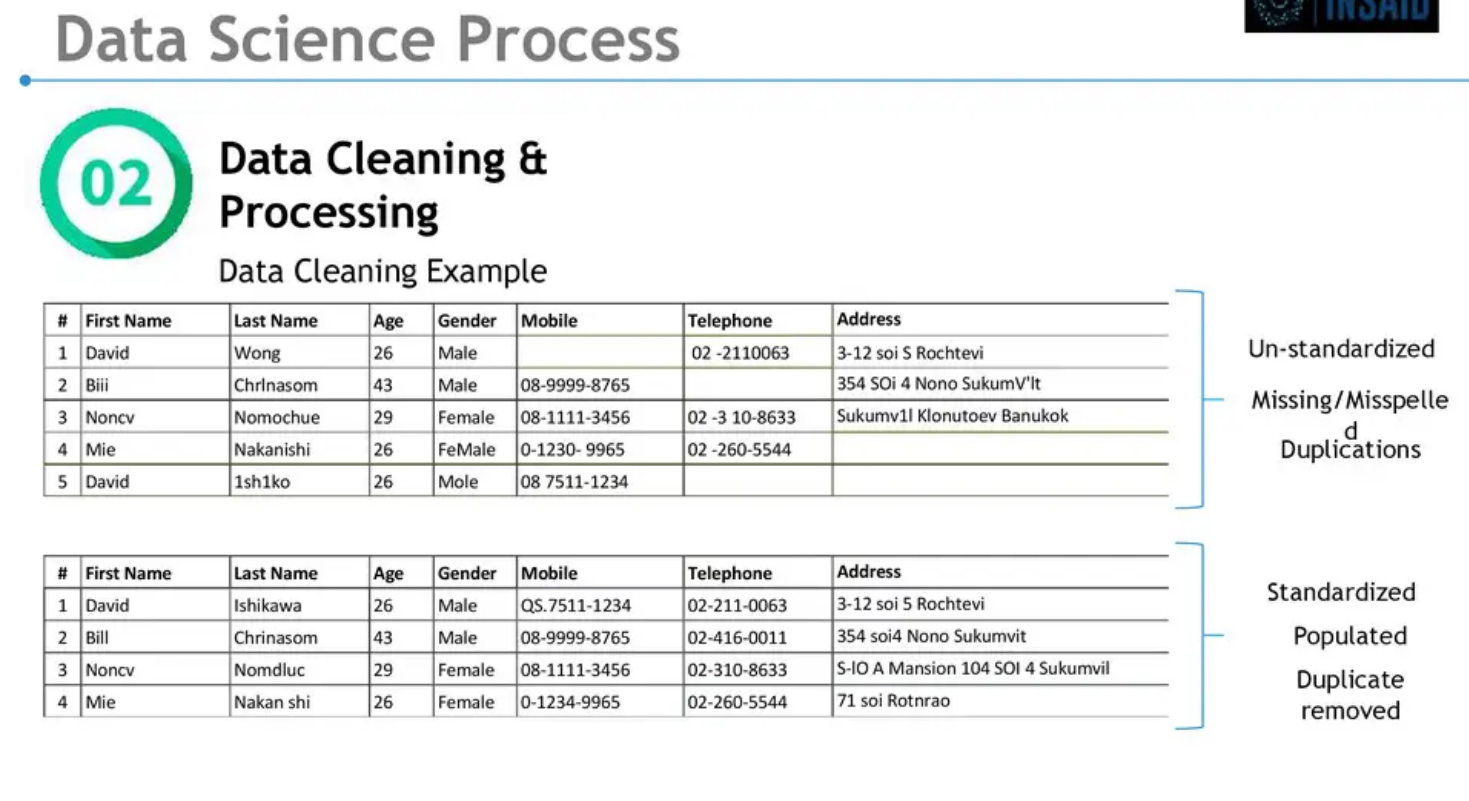 INSAID
Data Science Process
02
Data Cleaning &
Processing
Data Cleaning Example
# First Name Last Name Age Gender Mobile Telephone Address
1 David Wong 26 Male 02 -2110063 3-12 soi S Rochtevi
2 Biii Chrlnasom 43 Male 08-9999-8765 354 SOi 4 Nono SukumV'lt
3 Noncv Nomochue 29 Female 08-1111-3456 02 -3 10-8633 Sukumv1l Klonutoev Banukok
4 Mie Nakanishi 26 FeMale 0-1230- 9965 02 -260-5544
5 David 1sh1ko 26 Mole 08 7511-1234
Un-standardized
Missing/Misspelle
d
Duplications
# First Name Last Name Age Gender Mobile Telephone Address
1 David Ishikawa 26 Male QS.7511-1234 02-211-0063 3-12 soi 5 Rochtevi
2 Bill Chrinasom 43 Male 08-9999-8765 02-416-0011 354 soi4 Nono Sukumvit
3 Noncv Nomdluc 29 Female 08-1111-3456 02-310-8633 S-IO A Mansion 104 SOI 4 Sukumvil
4 Mie Nakan shi 26 Female 0-1234-9965 02-260-5544 71 soi Rotnrao
Standardized
Populated
Duplicate
removed